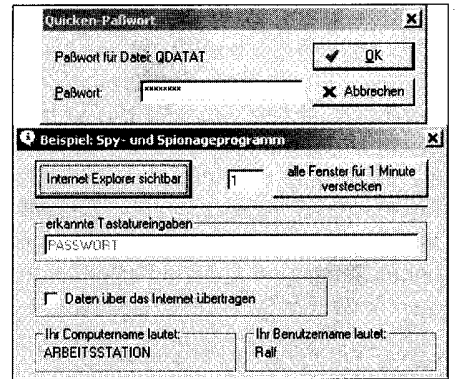 Quicken-Paßwort
Paßwort für Datei: QDATAT
OK
Paßwort:
********
Abbrechen
Beispiel: Spy- und Spionageprogramm
Internet Explorer sichtbar
1
alle Fenster für 1 Minute
verstecken
erkannte Tastatureingaben
PASSWORT
Daten über das Internet übertragen
Ihr Computername lautet:
ARBEITSSTATION
Ihr Benutzername lautet:
Ralf